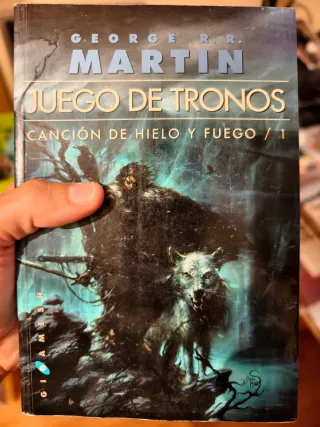 GEORGE R.R.
MARTIN
JUEGO DE TRONOS
CANCIÓN DE HIELO Y FUEGO / 1
GIGAMESH